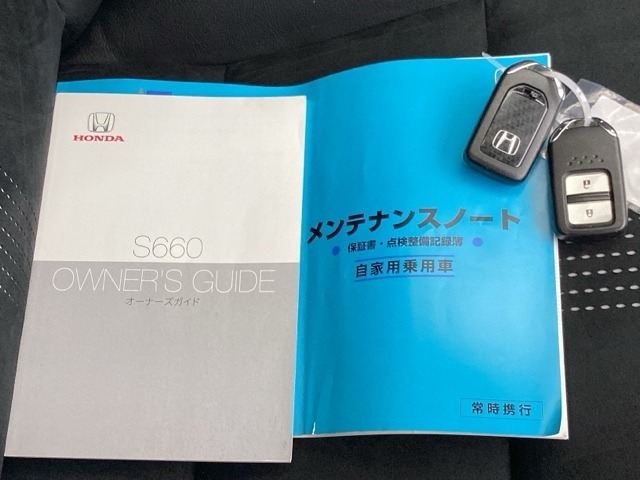 HONDA
S660
OWNER'S GUIDE
オーナーズガイド
メンテナンスノート
保証書・点検整備記録簿
自家用乗用車
常時携行